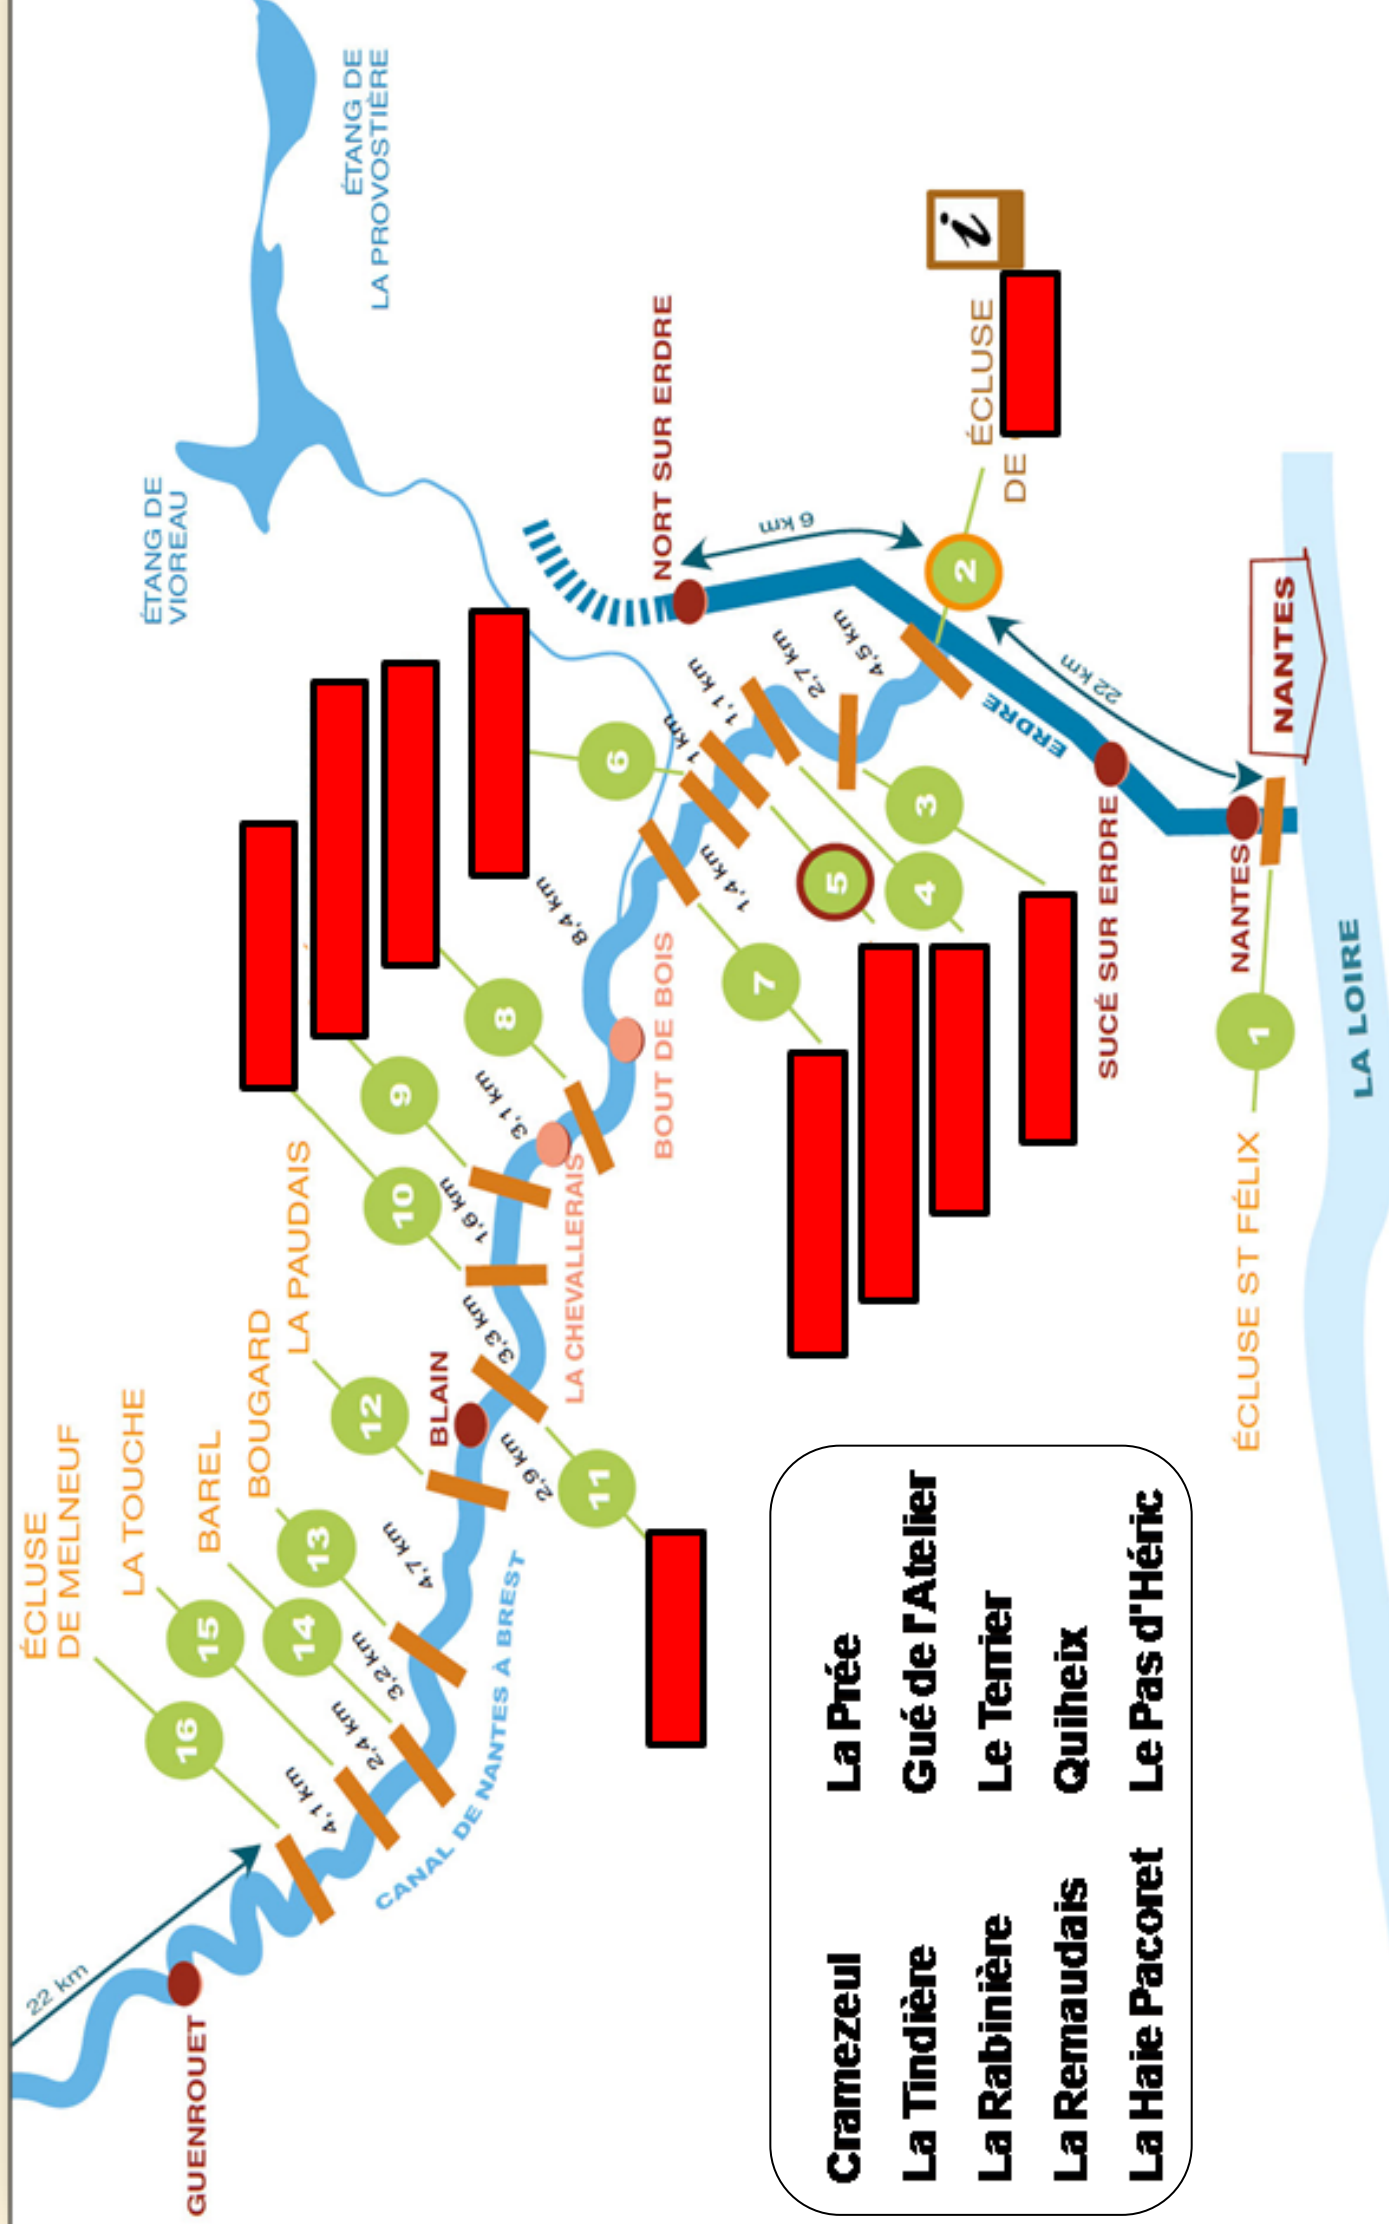 ÉCLUSE
DE MELNEUF
LA TOUCHE
BAREL
BOUGARD
LA PAUDAIS
ÉTANG DE
VIOREAU
ÉTANG DE
LA PROVOSTIÈRE
22 km
GUENROUET
16
15
14
13
12
11
10
9
8
7
6
5
4
3
2
1
4,1 km
2,4 km
3,2 km
4,7 km
2,9 km
3,3 km
1,6 km
3,1 km
8,4 km
1,4 km
1 km
1,1 km
2,7 km
4,5 km
BLAIN
CANAL DE NANTES À BREST
LA CHEVALLERAIS
BOUT DE BOIS
NORT SUR ERDRE
6 km
ÉCLUSE
DE
i
22 km
ERDRE
SUCÉ SUR ERDRE
NANTES
NANTES
ÉCLUSE ST FÉLIX
LA LOIRE
Cramezeul
La Prée
La Tindière
Gué de l'Atelier
La Rabinière
Le Terrier
La Remaudais
Quiheix
La Haie Pacoret
Le Pas d'Héric